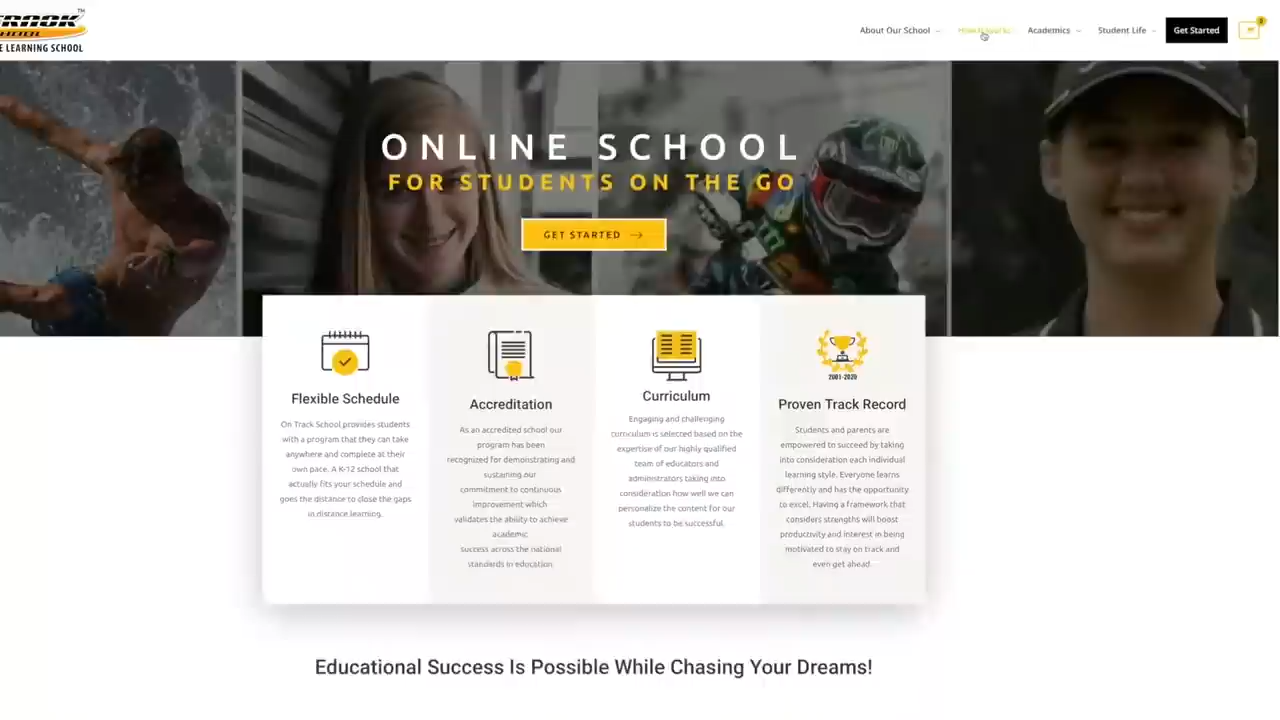 TM
E LEARNING SCHOOL
About Our School
Academics
Student Life
Get Started
ONLINE SCHOOL
FOR STUDENTS ON THE GO
GET STARTED
2001-2020
Flexible Schedule
On Track School provides students
with a program that they can take
anywhere and complete at their
own pace. A K-12 school that
actually fits your schedule and
goes the distance to close the gaps
in distance learning.
Accreditation
As an accredited school our
program has been
recognized for demonstrating and
sustaining our
commitment to continuous
improvement which
validates the ability to achieve
academic
success across the national
standards in education.
Curriculum
Engaging and challenging
curriculum is selected based on the
expertise of our highly qualified
team of educators and
administrators taking into
consideration how well we can
personalize the content for our
students to be successful.
Proven Track Record
Students and parents are
empowered to succeed by taking
into consideration each individual
learning style. Everyone learns
differently and has the opportunity
to excel. Having a framework that
considers strengths will boost
productivity and interest in being
motivated to stay on track and
even get ahead.
Educational Success Is Possible While Chasing Your Dreams!